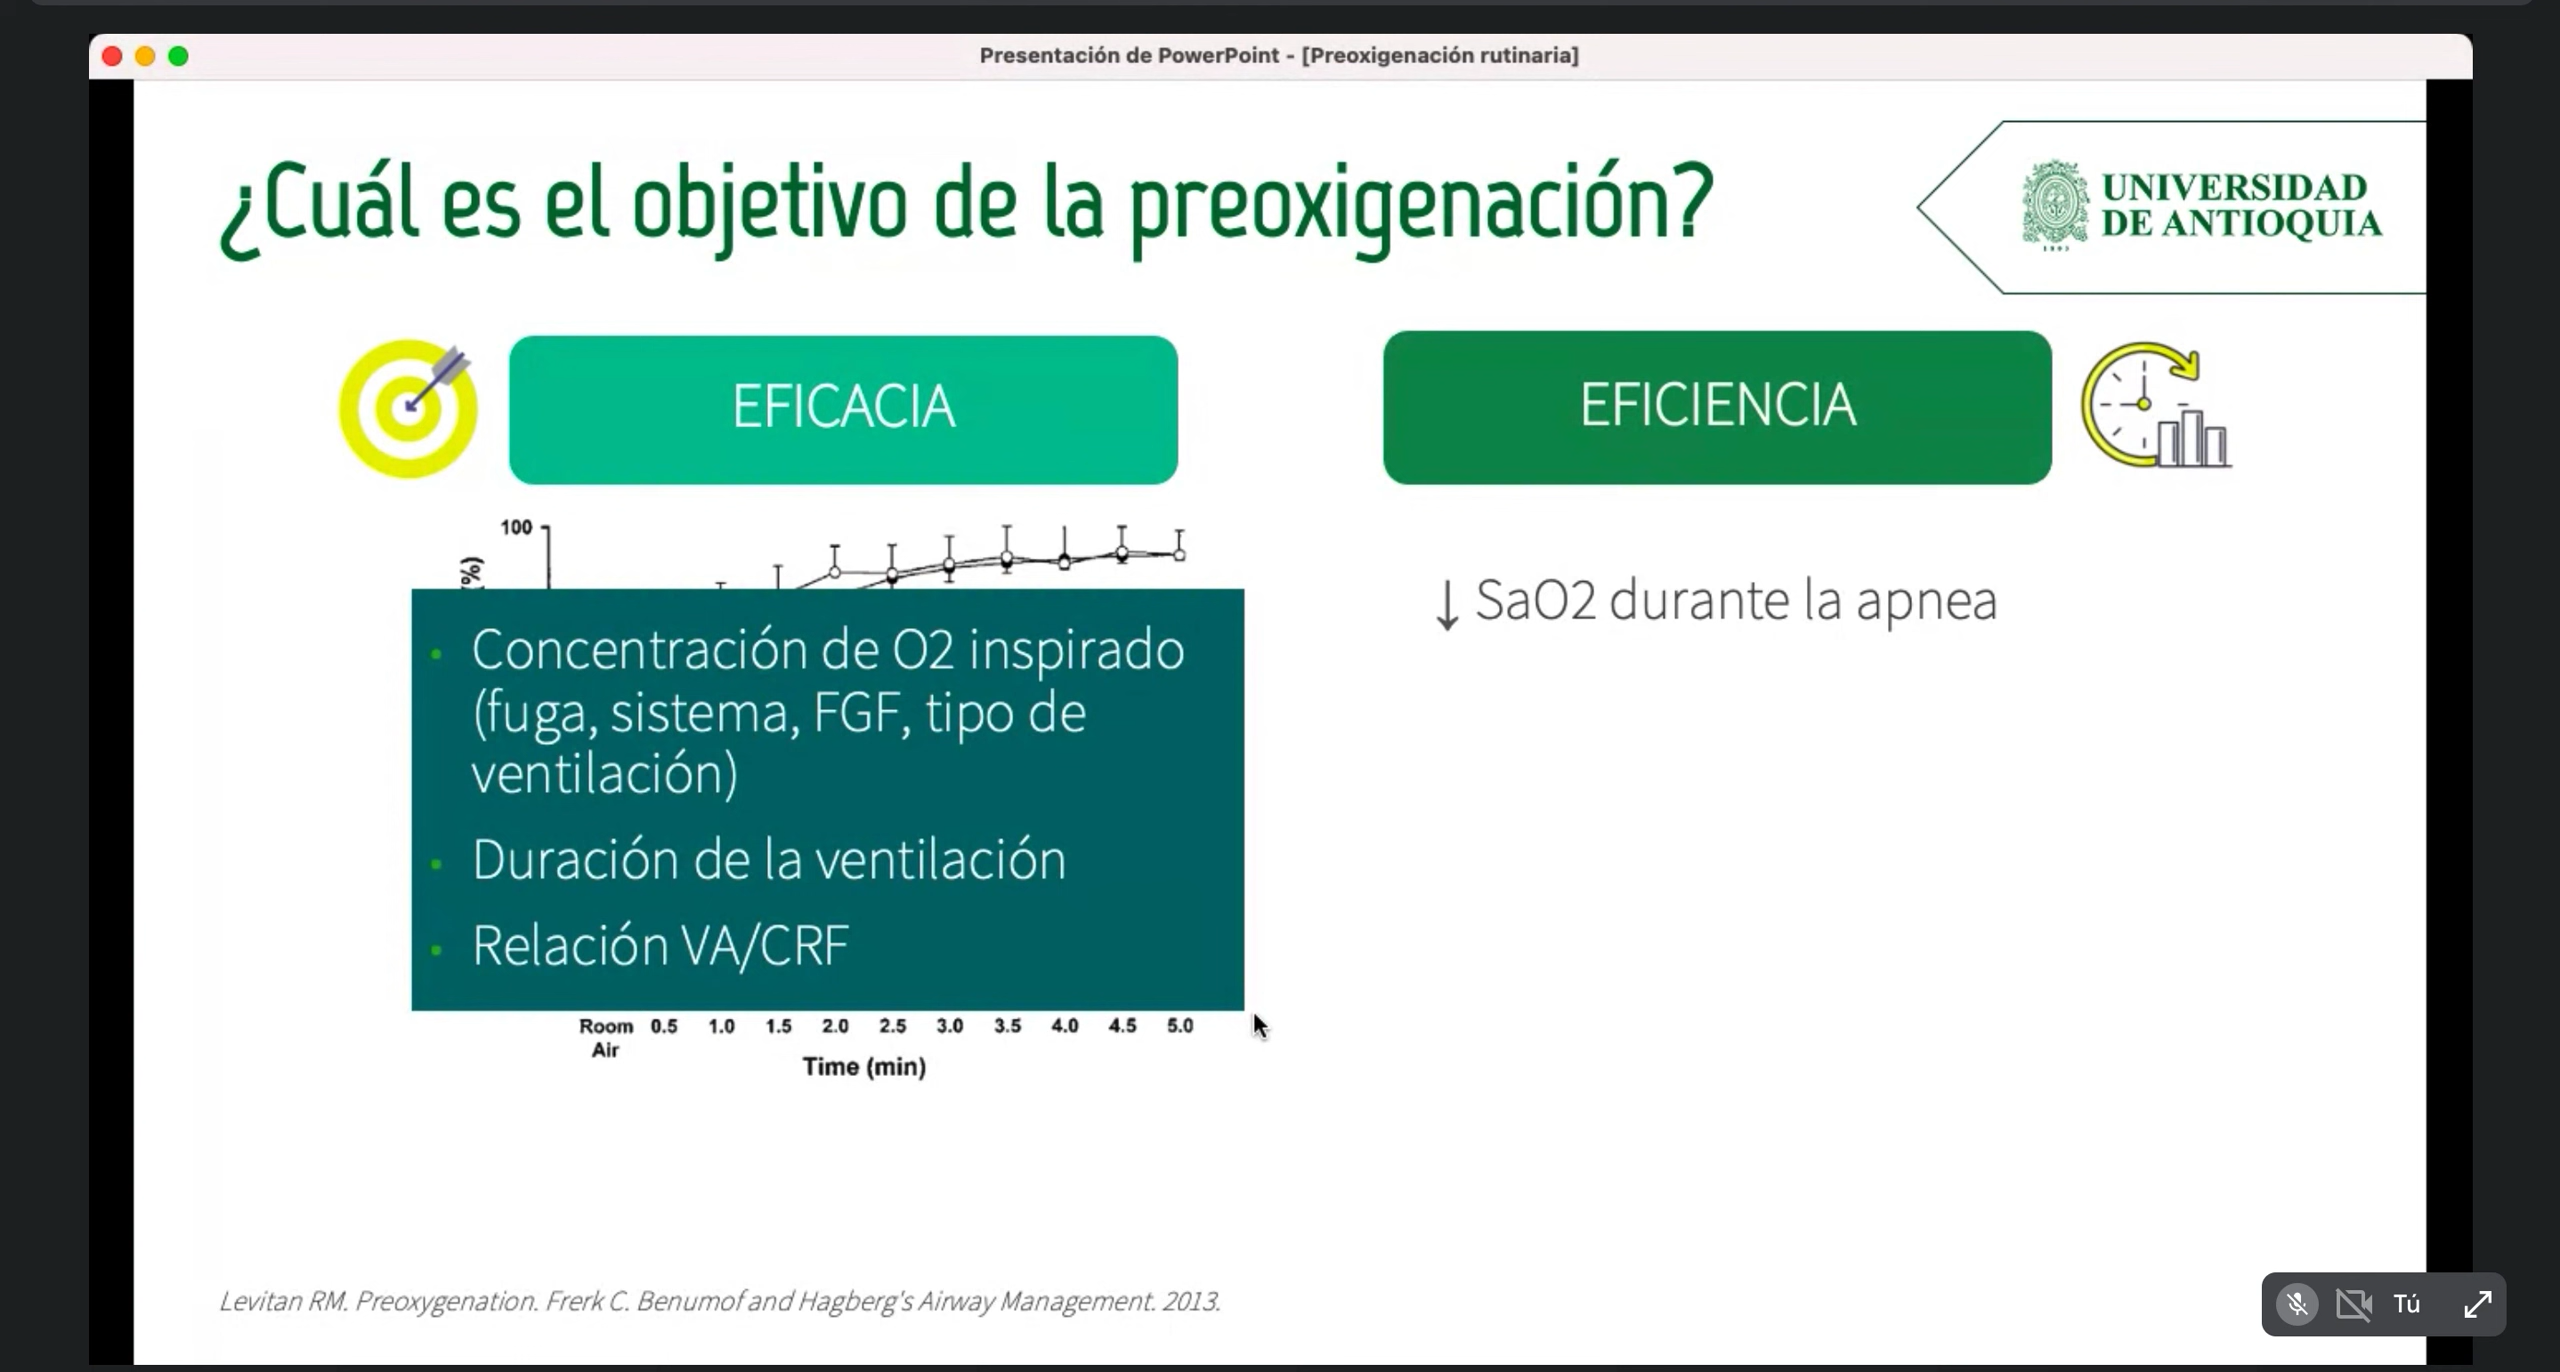 Presentación de PowerPoint - [Preoxigenación rutinaria]
¿Cuál es el objetivo de la preoxigenación?
UNIVERSIDAD
DE ANTIOQUIA
1803
EFICACIA
EFICIENCIA
100
(%)
↓ SaO2 durante la apnea
• Concentración de O2 inspirado
(fuga, sistema, FGF, tipo de
ventilación)
• Duración de la ventilación
• Relación VA/CRF
Room 0.5 1.0 1.5 2.0 2.5 3.0 3.5 4.0 4.5 5.0
Air
Time (min)
Levitan RM. Preoxygenation. Frerk C. Benumof and Hagberg's Airway Management. 2013.
Tú